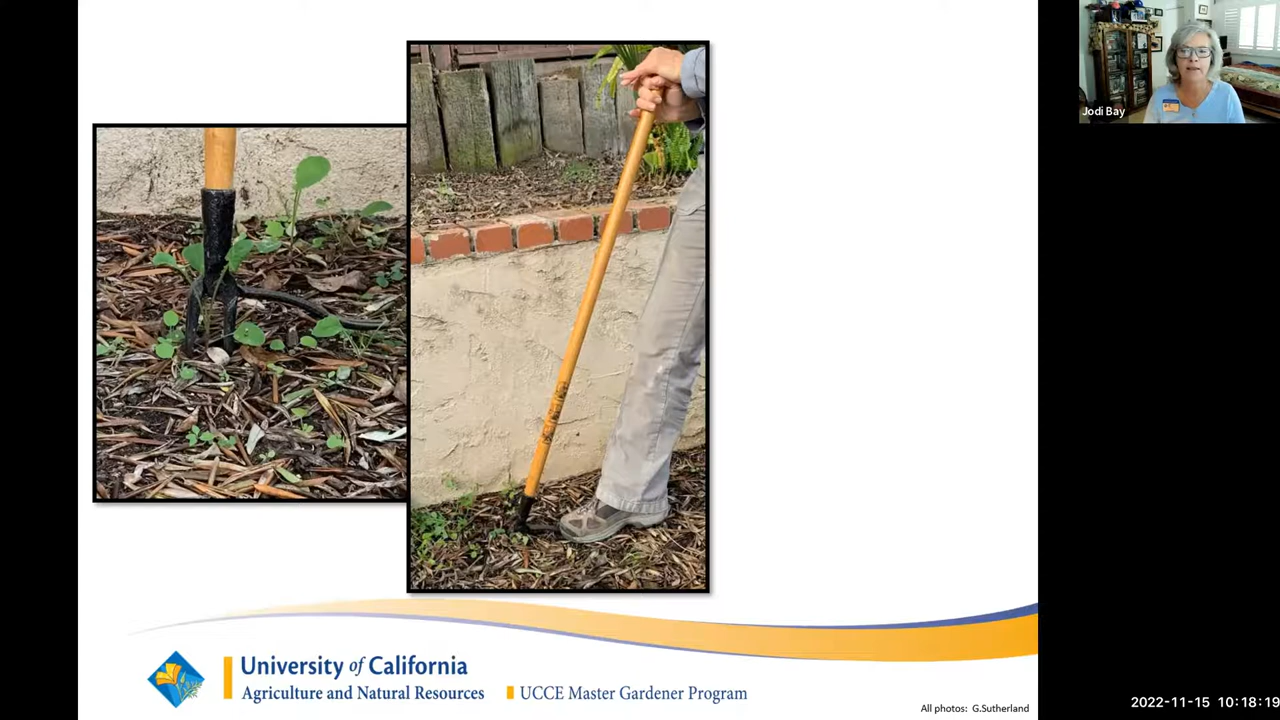 Jodi Bay
University of California
Agriculture and Natural Resources
UCCE Master Gardener Program
All photos: G.Sutherland
2022-11-15 10:18:19